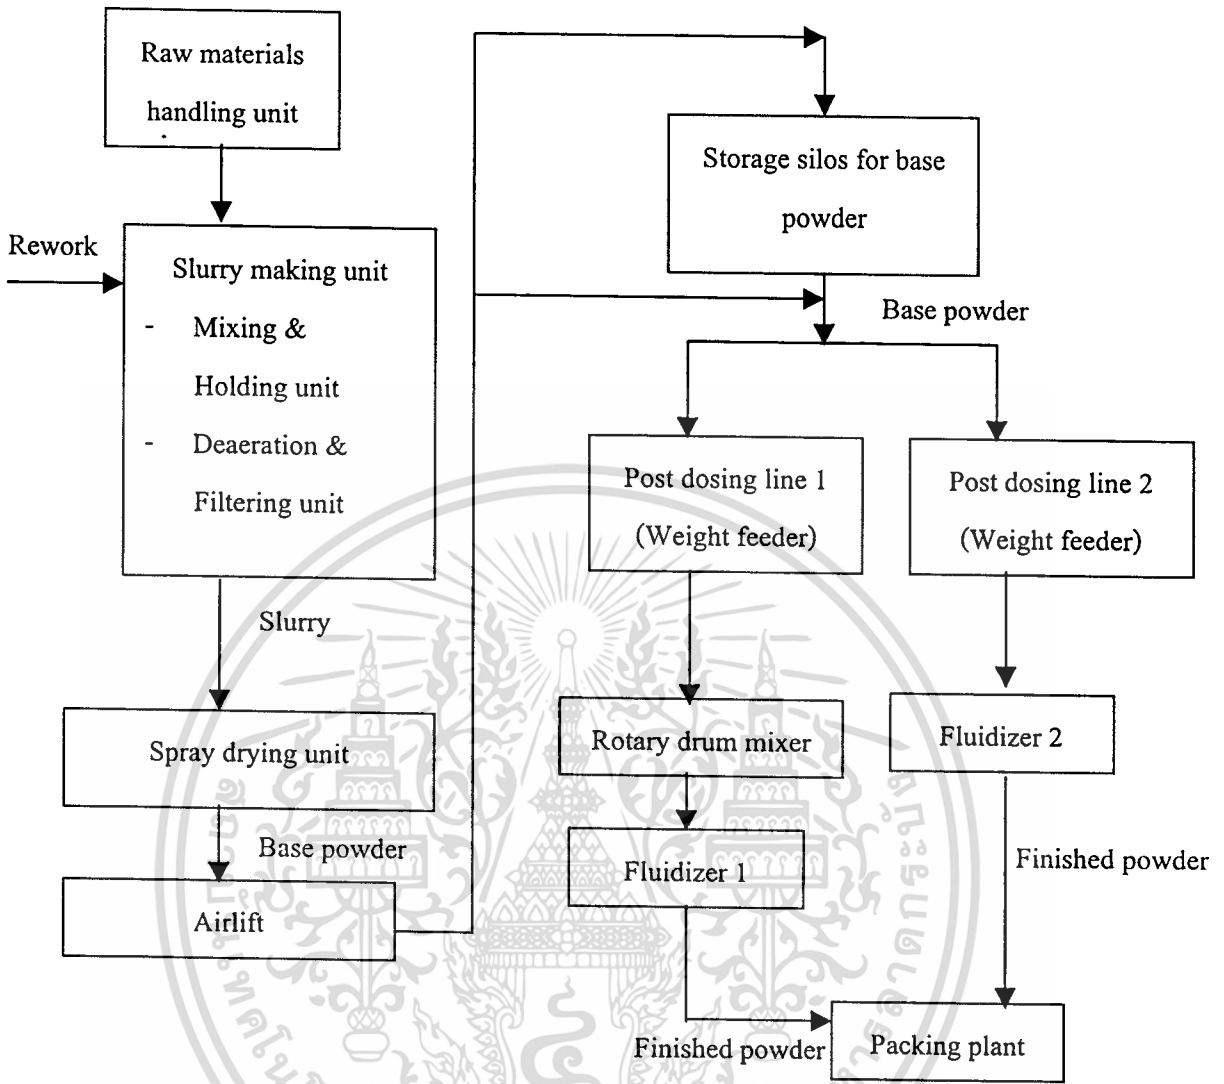 Raw materials
handling unit
Rework
Slurry making unit
- Mixing &
Holding unit
- Deaeration &
Filtering unit
Slurry
Spray drying unit
Base powder
Airlift
Storage silos for base
powder
Base powder
Post dosing line 1
(Weight feeder)
Post dosing line 2
(Weight feeder)
Rotary drum mixer
Fluidizer 2
Fluidizer 1
Finished powder
Finished powder
Packing plant